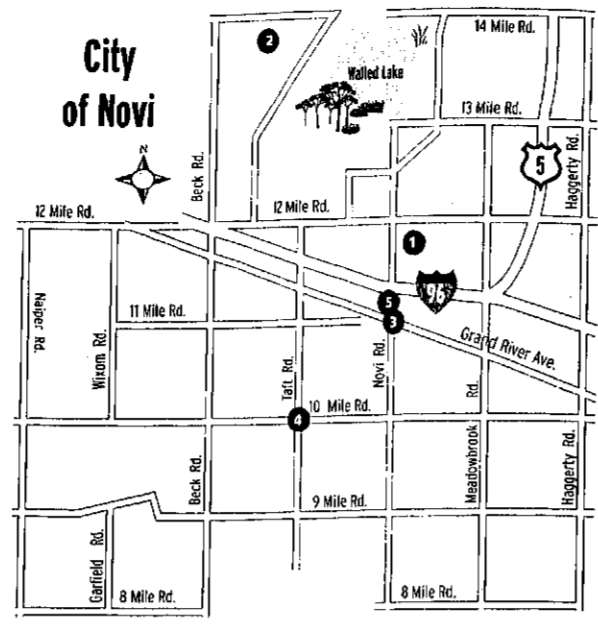 City
of Novi
N
2
14 Mile Rd.
Walled Lake
13 Mile Rd.
5
Haggerty Rd.
Beck Rd.
12 Mile Rd.
12 Mile Rd.
1
96
5
3
11 Mile Rd.
Naiper Rd.
Wixom Rd.
Grand River Ave.
Taft Rd.
Novi Rd.
10 Mile Rd.
4
Meadowbrook Rd.
Haggerty Rd.
Beck Rd.
9 Mile Rd.
Garfield Rd.
8 Mile Rd.
8 Mile Rd.